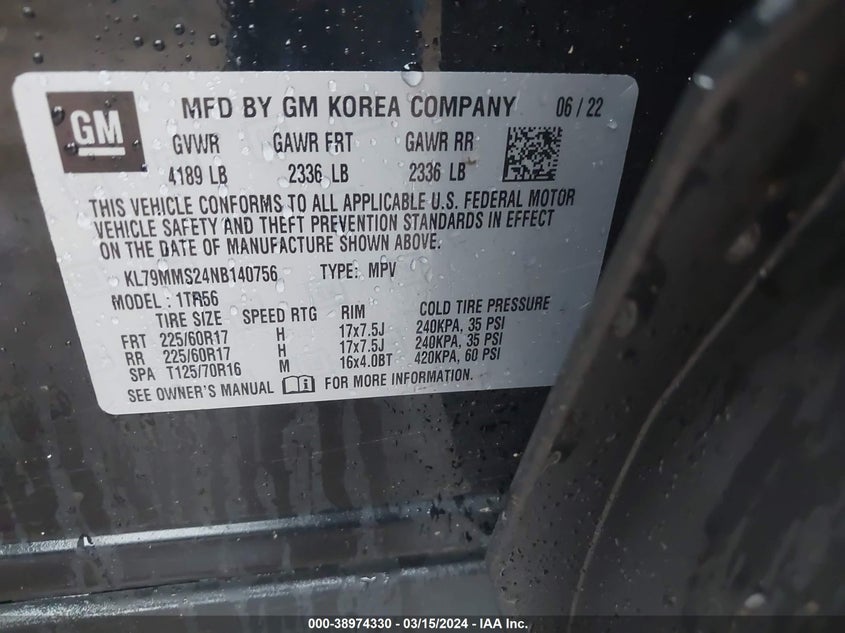 GM
MFD BY GM KOREA COMPANY 06 / 22
GVWR GAWR FRT GAWR RR
4189 LB 2336 LB 2336 LB
THIS VEHICLE CONFORMS TO ALL APPLICABLE U.S. FEDERAL MOTOR
VEHICLE SAFETY AND THEFT PREVENTION STANDARDS IN EFFECT
ON THE DATE OF MANUFACTURE SHOWN ABOVE.
KL79MMS24NB140756 TYPE: MPV
MODEL : 1TR56
TIRE SIZE SPEED RTG RIM COLD TIRE PRESSURE
FRT 225/60R17 H 17x7.5J 240KPA, 35 PSI
RR 225/60R17 H 17x7.5J 240KPA, 35 PSI
SPA T125/70R16 M 16x4.0BT 420KPA, 60 PSI
SEE OWNER'S MANUAL FOR MORE INFORMATION.
000-38974330 - 03/15/2024 - IAA Inc.